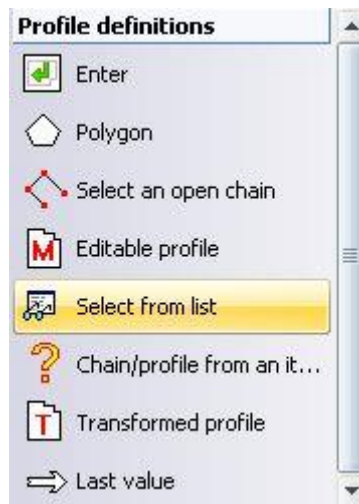 Profile definitions
Enter
Polygon
Select an open chain
Editable profile
Select from list
Chain/profile from an it...
Transformed profile
Last value